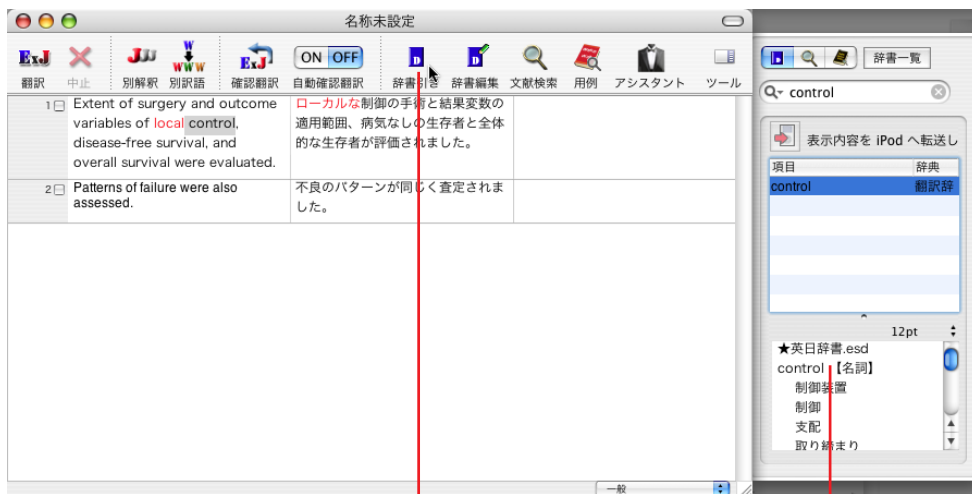 名称未設定
ExJ
JJJ
W
WWW
ExJ
ON OFF
D
D
翻訳 中止 別解釈 別訳語 確認翻訳 自動確認翻訳 辞書引き 辞書編集 文献検索 用例 アシスタント ツール
1
Extent of surgery and outcome
variables of local control,
disease-free survival, and
overall survival were evaluated.
ローカルな制御の手術と結果変数の
適用範囲、病気なしの生存者と全体
的な生存者が評価されました。
2
Patterns of failure were also
assessed.
不良のパターンが同じく査定されま
した。
一般
D
辞書一覧
control
表示内容を iPod へ転送し
項目 辞典
control 翻訳辞
12pt
★英日辞書.esd
control 【名詞】
制御装置
制御
支配
取り締まり